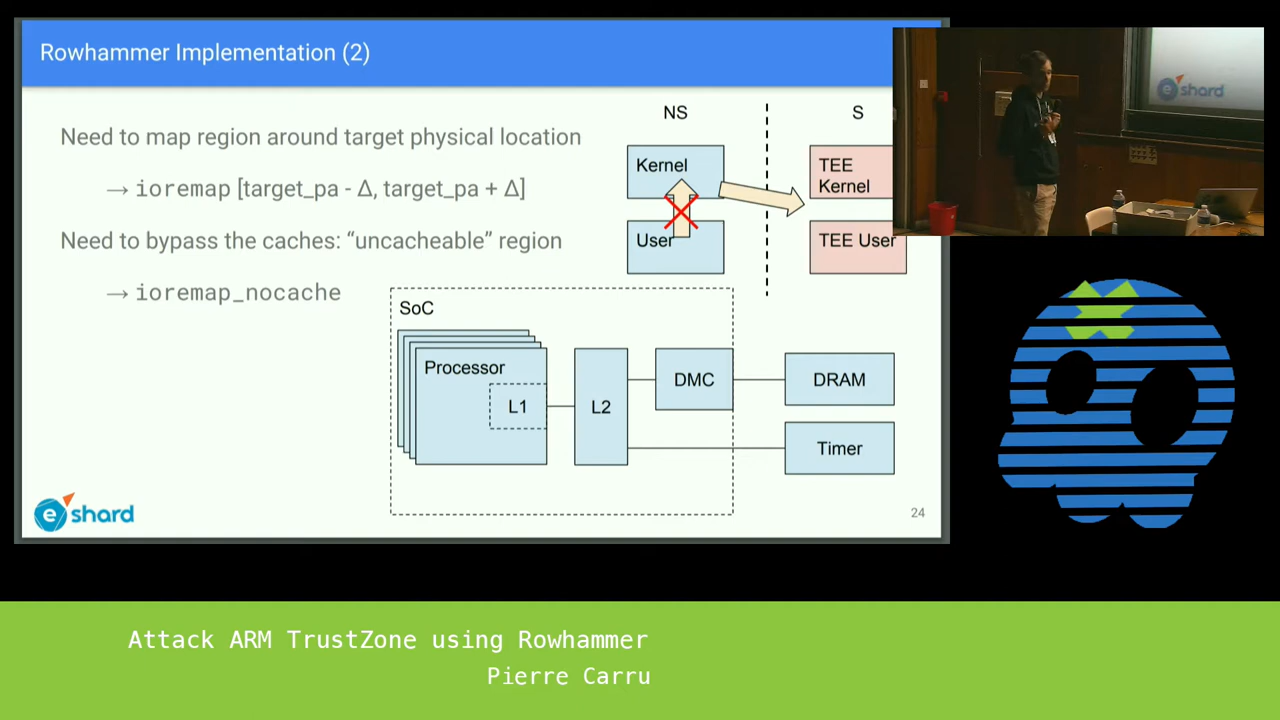 Rowhammer Implementation (2)
Need to map region around target physical location
→ ioremap [target_pa - Δ, target_pa + Δ]
Need to bypass the caches: “uncacheable” region
→ ioremap_nocache
NS
S
Kernel
TEE
Kernel
User
TEE User
SoC
Processor
L1
L2
DMC
DRAM
Timer
eshard
24
eshard
Attack ARM TrustZone using Rowhammer
Pierre Carru